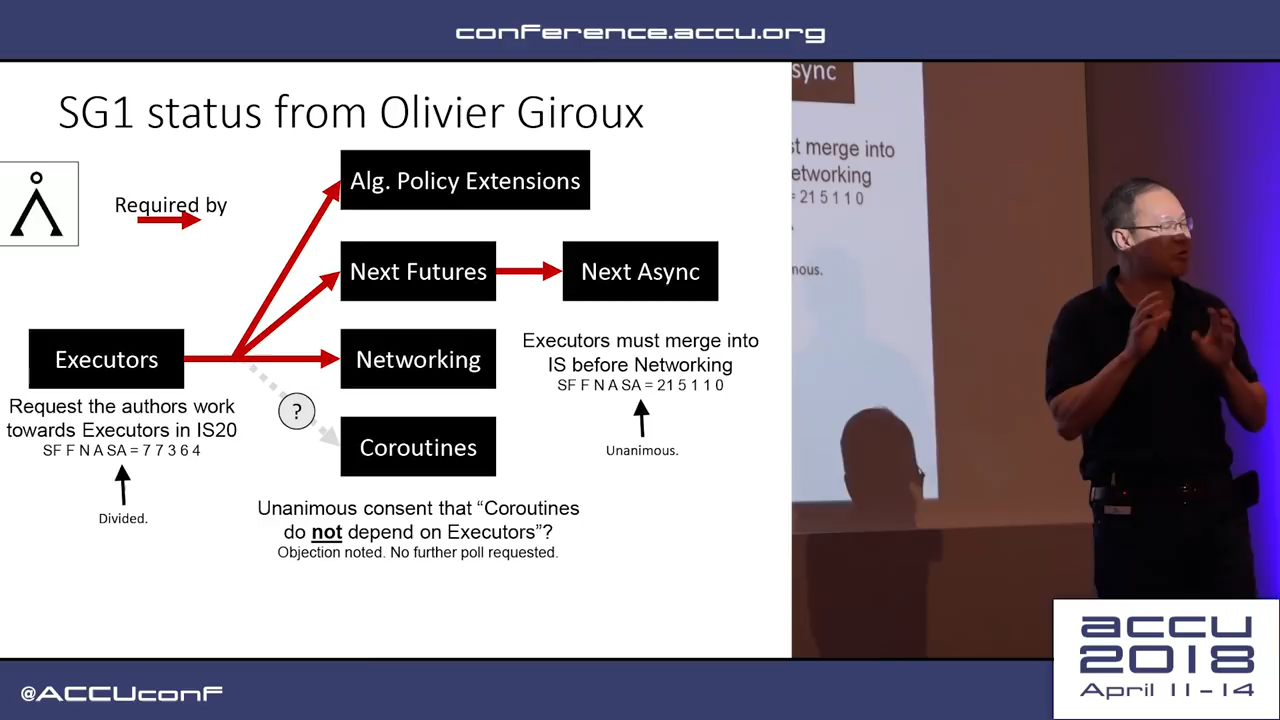 conference.accu.org
SG1 status from Olivier Giroux
Required by
Alg. Policy Extensions
Next Futures
Next Async
Executors
Networking
Coroutines
Executors must merge into
IS before Networking
SF F N A SA = 21 5 1 1 0
Unanimous.
Request the authors work
towards Executors in IS20
SF F N A SA = 7 7 3 6 4
Divided.
?
Unanimous consent that “Coroutines
do not depend on Executors”?
Objection noted. No further poll requested.
sync
st merge into
etworking
= 21 5 1 1 0
nous.
accu
2018
April 11-14
@ACCUconf